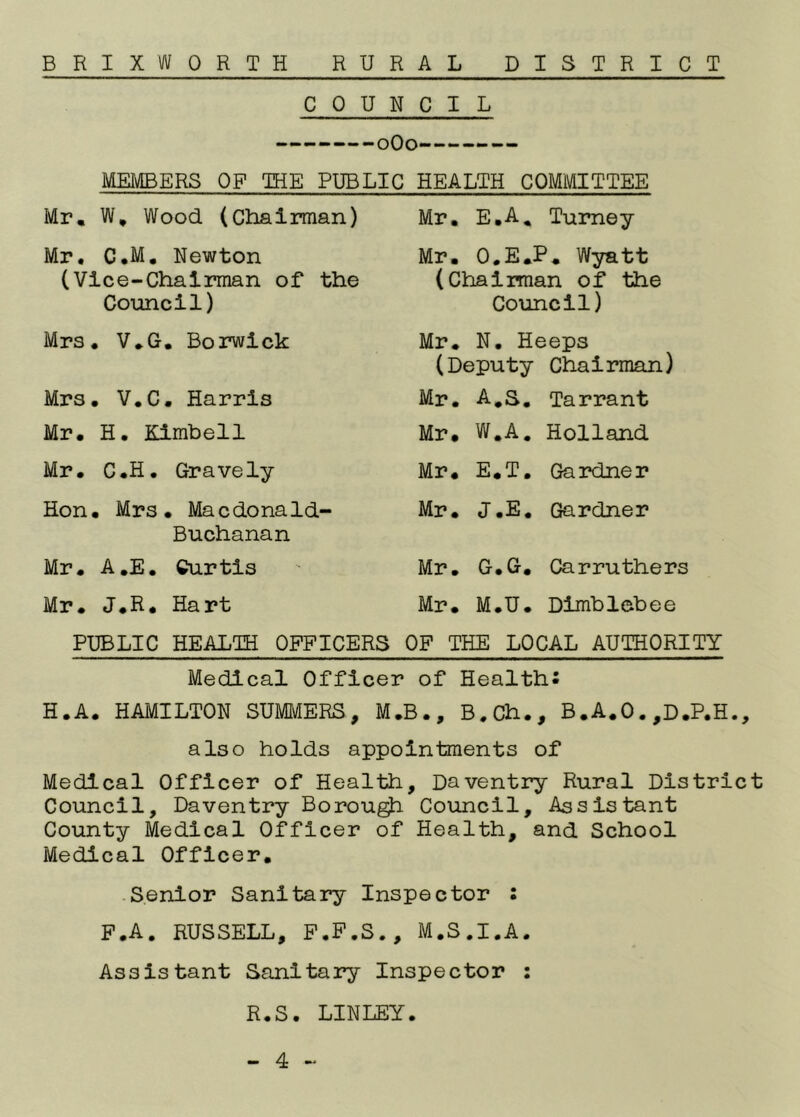 BRIXWORTH RURAL DISTRICT
COUNCIL
--------oOo--------
MEMBERS OF THE PUBLIC HEALTH COMMITTEE
Mr. W. Wood (Chairman) Mr. E.A. Turney
Mr. C.M. Newton Mr. O.E.P. Wyatt
(Vice-Chairman of the (Chairman of the
Council) Council)
Mrs. V.G. Borwick Mr. N. Heeps
(Deputy Chairman)
Mrs. V.C. Harris Mr. A.S. Tarrant
Mr. H. Kimbell Mr. W.A. Holland
Mr. C.H. Gravely Mr. E.T. Gardner
Hon. Mrs. Macdonald- Mr. J.E. Gardner
Buchanan
Mr. A.E. Curtis Mr. G.G. Carruthers
Mr. J.R. Hart Mr. M.U. Dimblebee
PUBLIC HEALTH OFFICERS OF THE LOCAL AUTHORITY
Medical Officer of Health:
H.A. HAMILTON SUMMERS, M.B., B.Ch., B.A.O.,D.P.H.,
also holds appointments of
Medical Officer of Health, Daventry Rural District
Council, Daventry Borough Council, Assistant
County Medical Officer of Health, and School
Medical Officer.
Senior Sanitary Inspector :
F.A. RUSSELL, F.F.S., M.S.I.A.
Assistant Sanitary Inspector :
R.S. LINLEY.
- 4 -